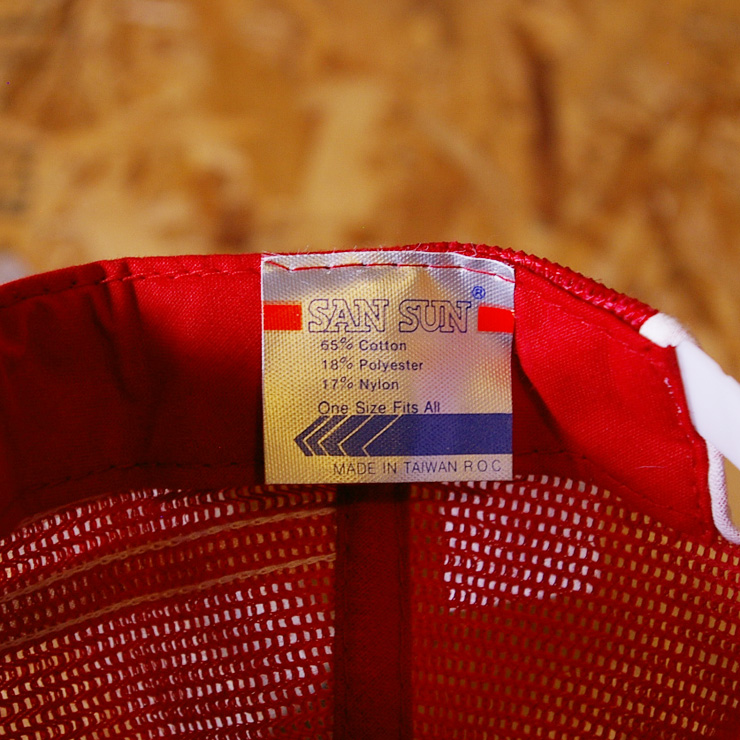 SAN SUN®
65% Cotton
18% Polyester
17% Nylon
One Size Fits All
MADE IN TAIWAN R O C